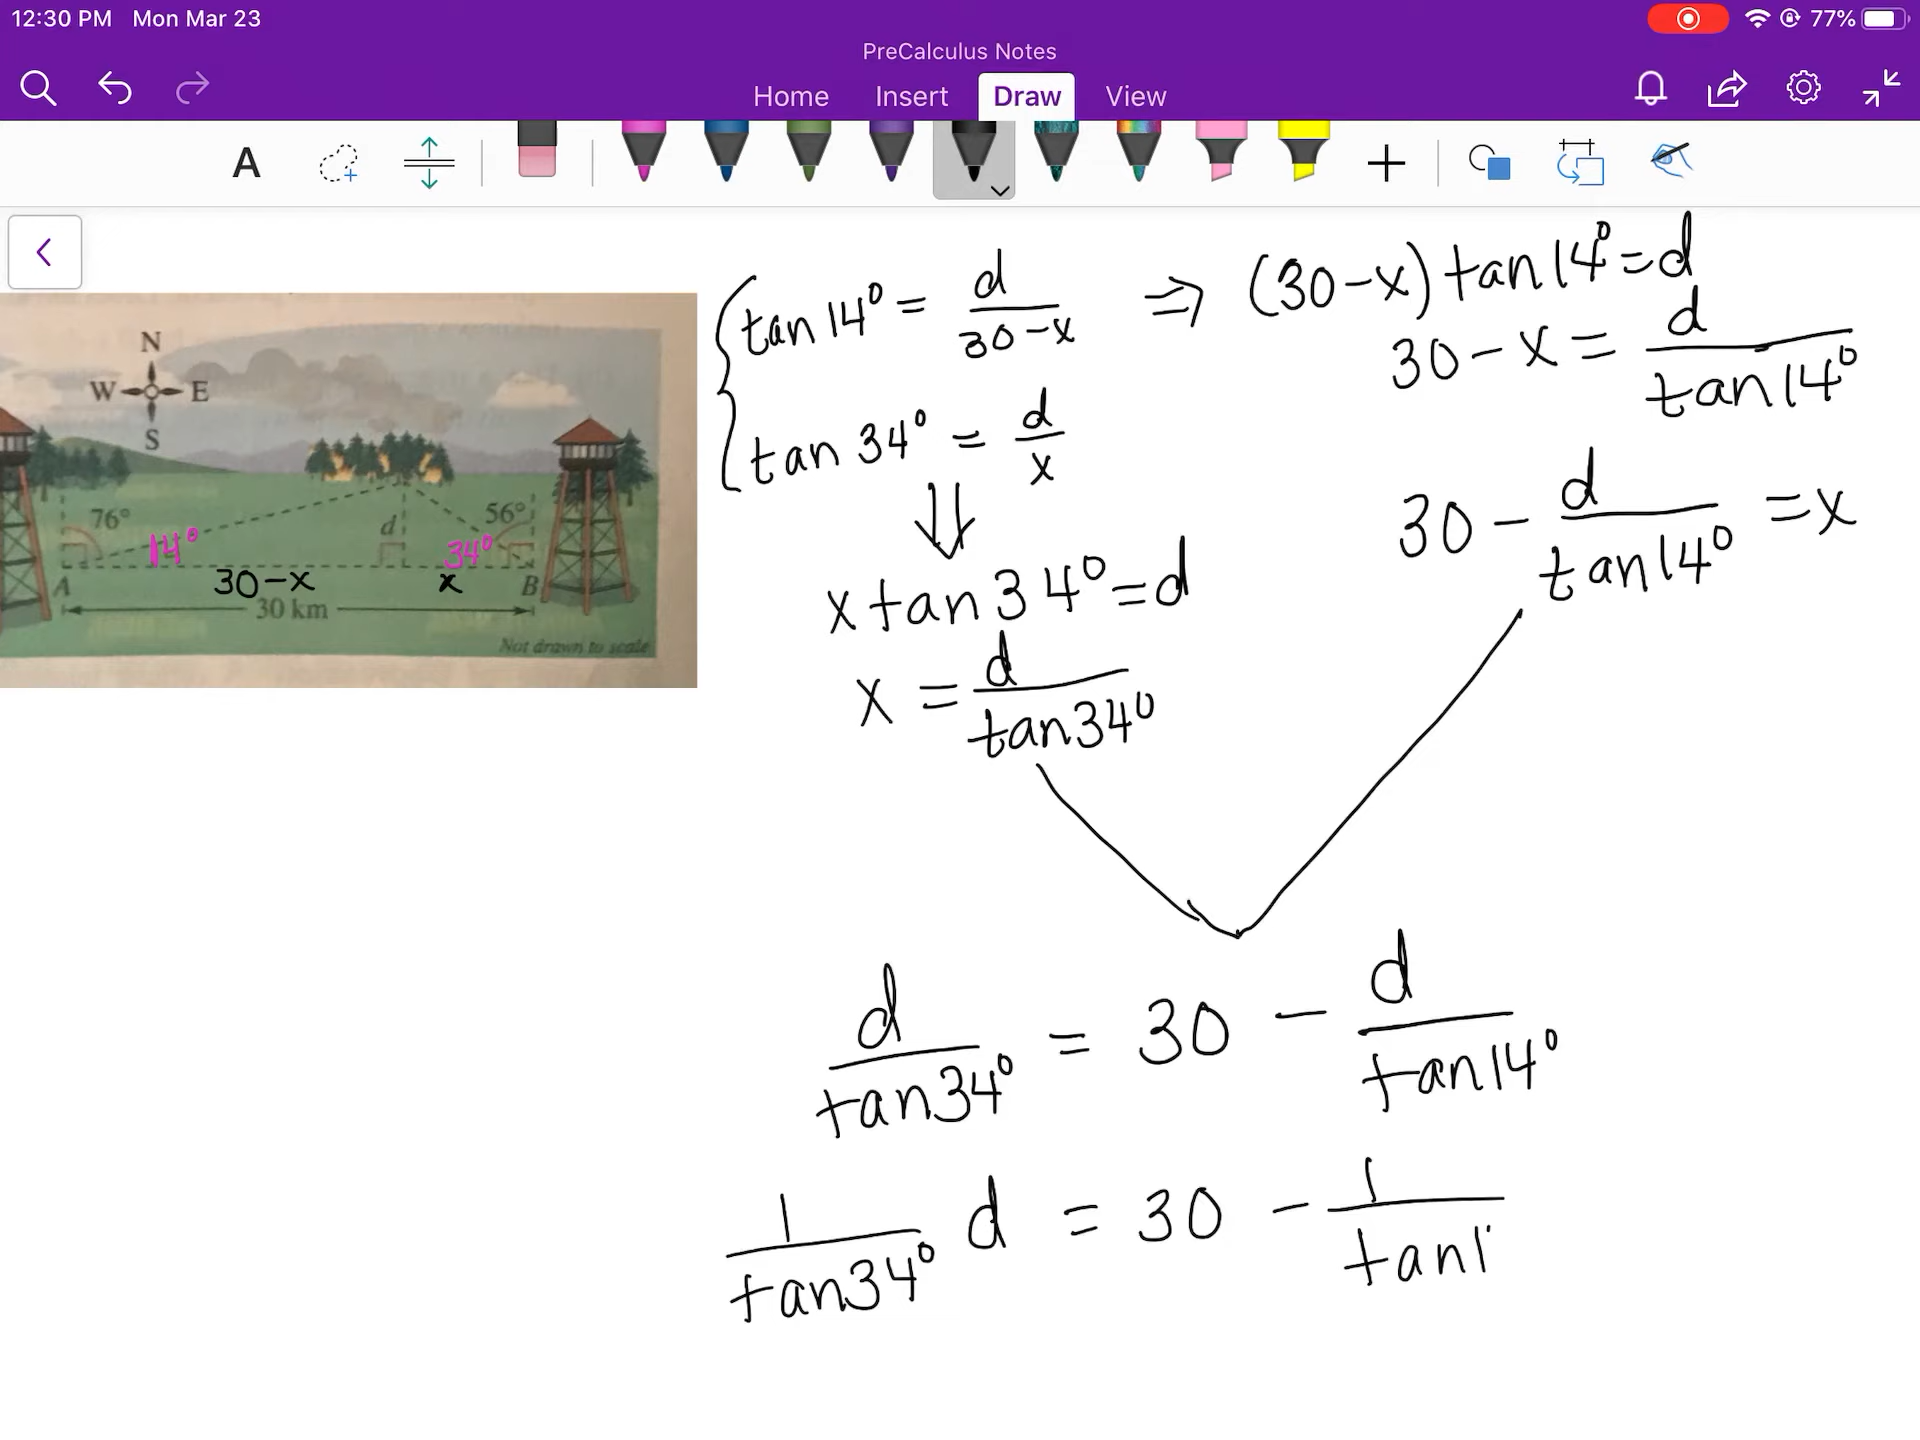 12:30 PM Mon Mar 23 77%
PreCalculus Notes
Home Insert Draw View
A
N
W E
S
76°
14°
d
56°
34°
A 30-x x B
30 km
Not drawn to scale
tan 14° = d/(30-x) ⇒ (30-x) tan 14° = d
30 - x = d/tan 14°
tan 34° = d/x
30 - d/tan 14° = x
x tan 34° = d
x = d/tan 34°
d/tan 34° = 30 - d/tan 14°
1/tan 34° d = 30 - 1/tan 1